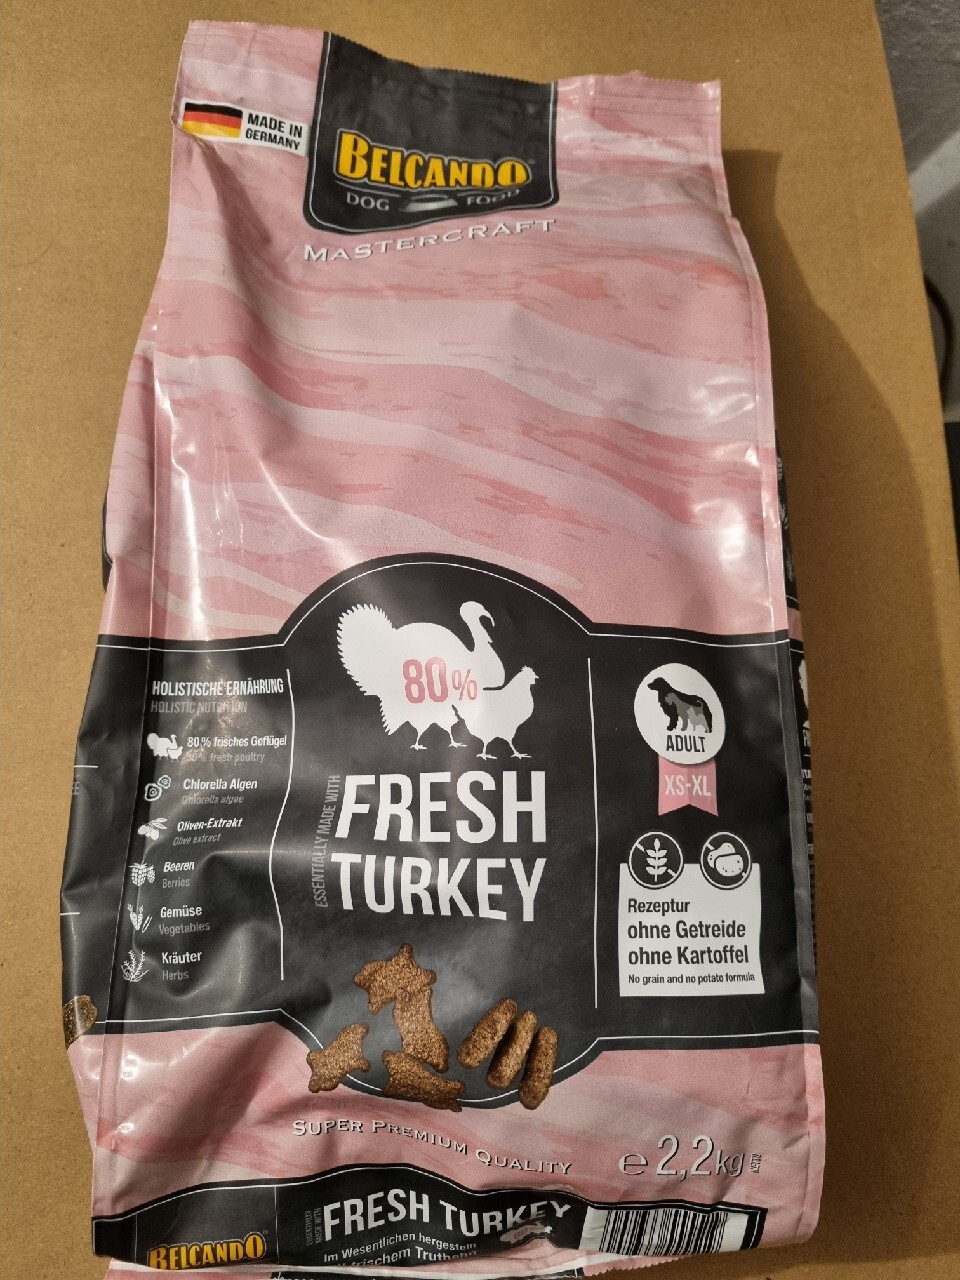 MADE IN
GERMANY
BELCANDO®
DOG FOOD
MASTERCRAFT
HOLISTISCHE ERNÄHRUNG
HOLISTIC NUTRITION
80% frisches Geflügel
80% fresh poultry
Chlorella Algen
Chlorella algae
Oliven-Extrakt
Olive extract
Beeren
Berries
Gemüse
Vegetables
Kräuter
Herbs
80%
ESSENTIALLY MADE WITH
FRESH
TURKEY
ADULT
XS-XL
Rezeptur
ohne Getreide
ohne Kartoffel
No grain and no potato formula
SUPER PREMIUM QUALITY
e 2,2kg
BELCANDO
FRESH TURKEY
Im Wesentlichen hergestellt
frischem